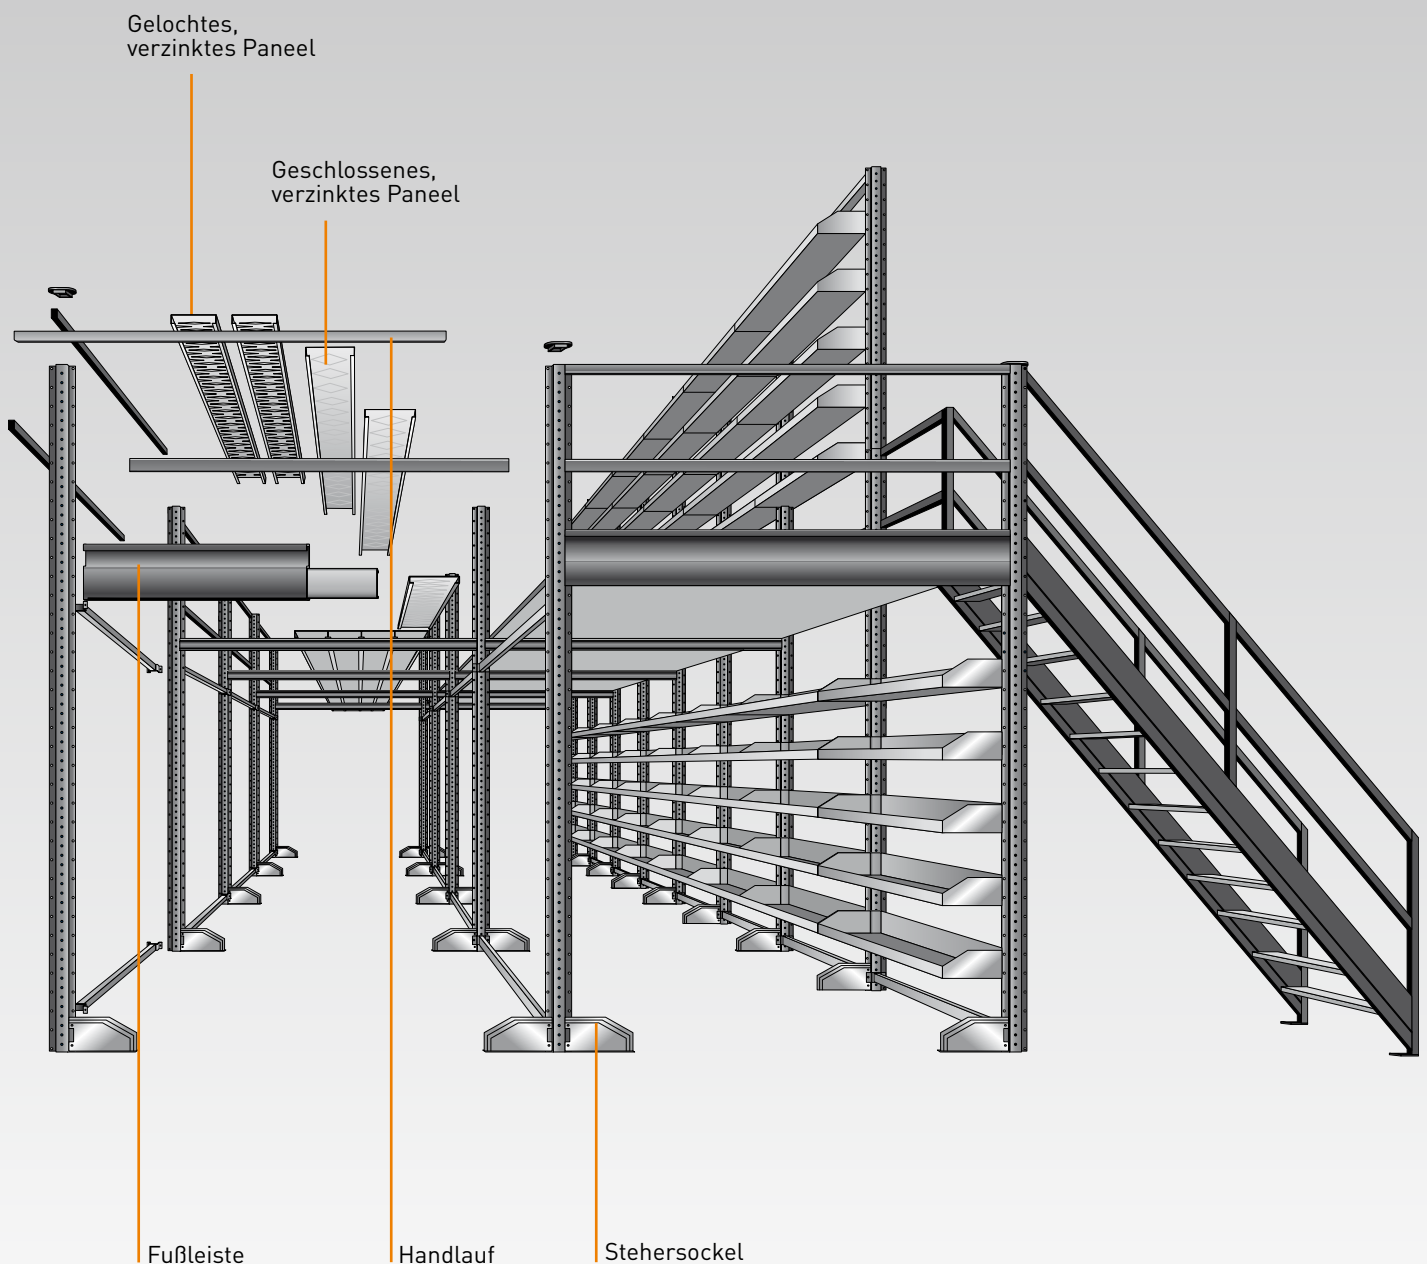 Gelochtes,
verzinktes Paneel
Geschlossenes,
verzinktes Paneel
Fußleiste
Handlauf
Stehersockel